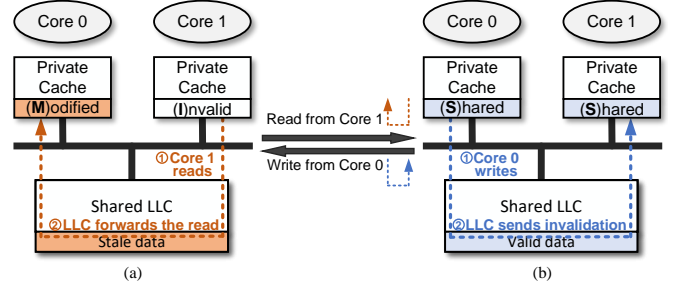 Core 0
Core 1
Private
Cache
(M)odified
Private
Cache
(I)nvalid
①Core 1
reads
Shared LLC
②LLC forwards the read
Stale data
(a)
Read from Core 1
Write from Core 0
Core 0
Core 1
Private
Cache
(S)hared
Private
Cache
(S)hared
①Core 0
writes
Shared LLC
②LLC sends invalidation
Valid data
(b)